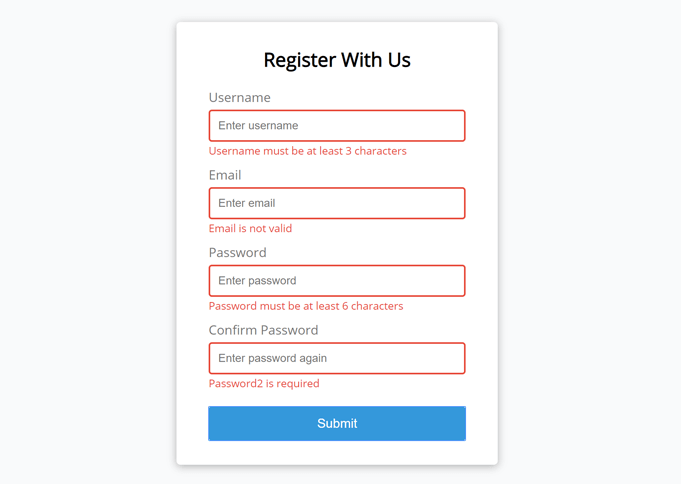 Register With Us
Username
Enter username
Username must be at least 3 characters
Email
Enter email
Email is not valid
Password
Enter password
Password must be at least 6 characters
Confirm Password
Enter password again
Password2 is required
Submit